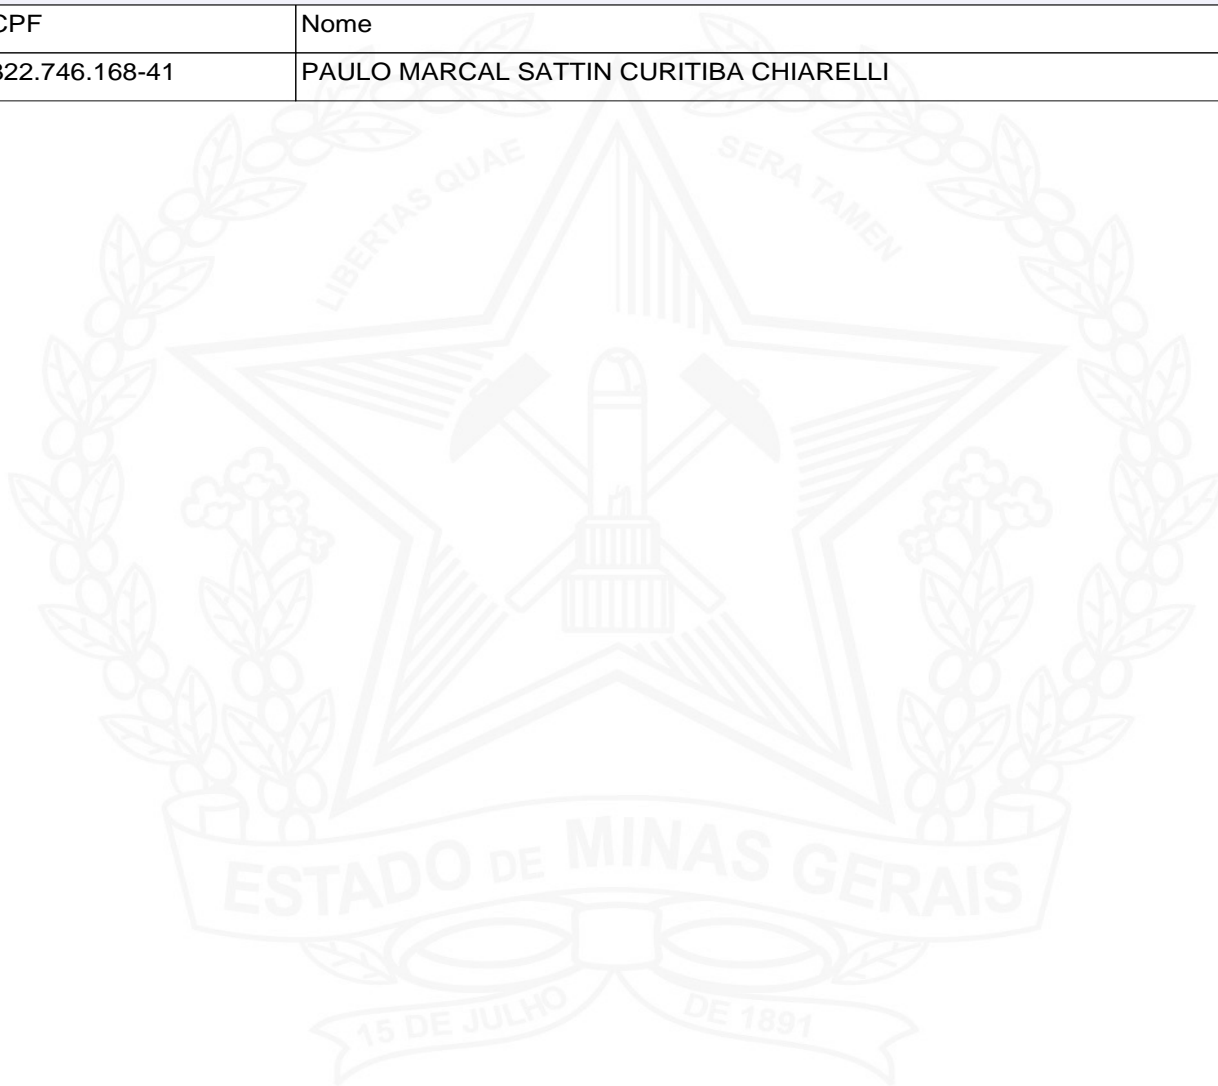 CPF Nome
322.746.168-41 PAULO MARCAL SATTIN CURITIBA CHIARELLI
LIBERTAS QUAE SERA TAMEN
ESTADO DE MINAS GERAIS
15 DE JULHO DE 1891